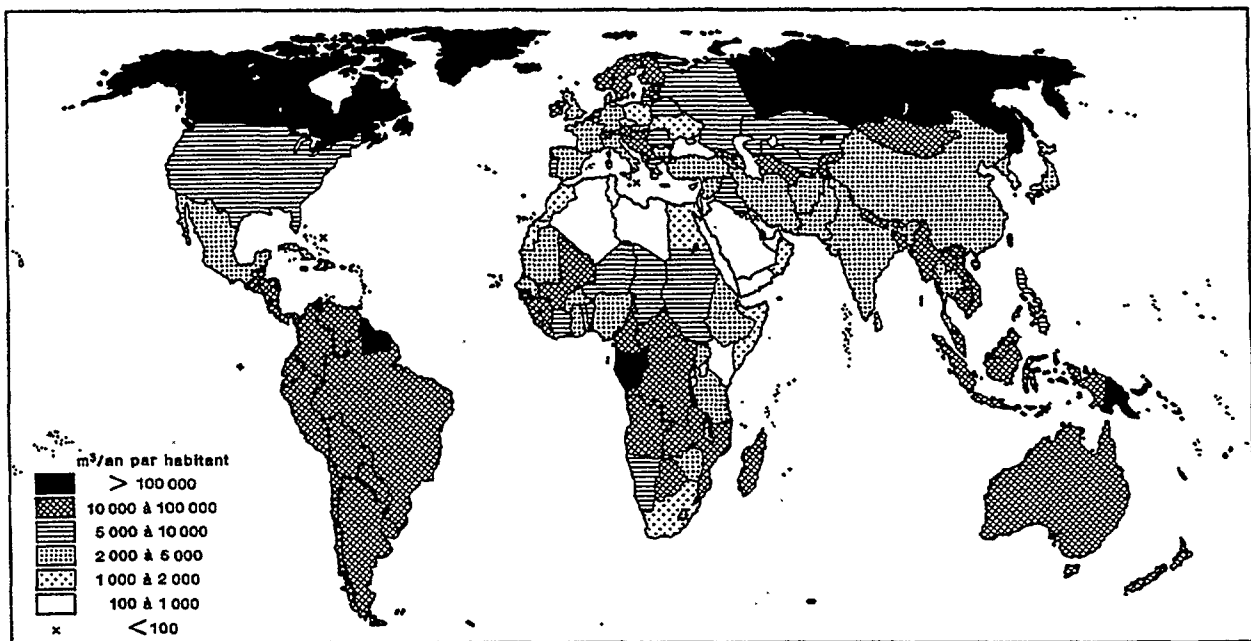 m³/an par habitant
> 100 000
10 000 à 100 000
5 000 à 10 000
2 000 à 5 000
1 000 à 2 000
100 à 1 000
x <100